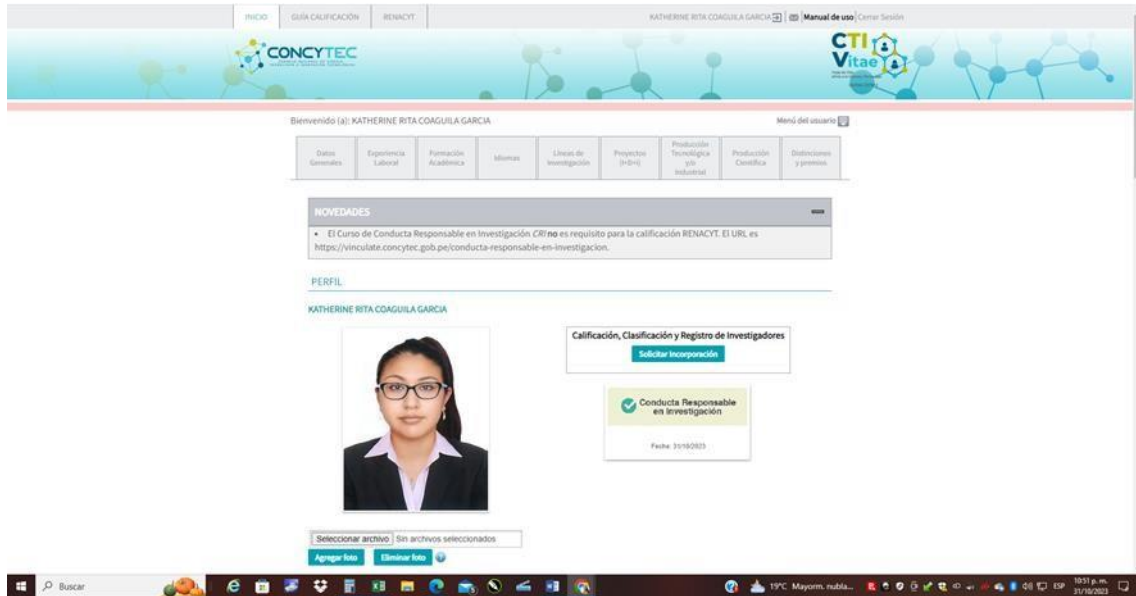 INICIO GUÍA CALIFICACIÓN RENACYT KATHERINE RITA COAGUILA GARCIA Manual de uso Cerrar Sesión
CONCYTEC
CTI
Vitae
Bienvenido (a): KATHERINE RITA COAGUILA GARCIA Menú del usuario
Datos Generales
Experiencia Laboral
Formación Académica
Idiomas
Líneas de Investigación
Proyectos (I+D+i)
Producción Tecnológica y/o Industrial
Producción Científica
Distinciones y premios
NOVEDADES
• El Curso de Conducta Responsable en Investigación CRI no es requisito para la calificación RENACYT. El URL es
https://vinculate.concytec.gob.pe/conducta-responsable-en-investigacion.
PERFIL
KATHERINE RITA COAGUILA GARCIA
Calificación, Clasificación y Registro de Investigadores
Solicitar Incorporación
Conducta Responsable
en Investigación
Fecha: 31/10/2023
Seleccionar archivo Sin archivos seleccionados
Agregar foto Eliminar foto
Buscar 19°C Mayorm. nubla... ESP 10:51 p. m.
31/10/2023